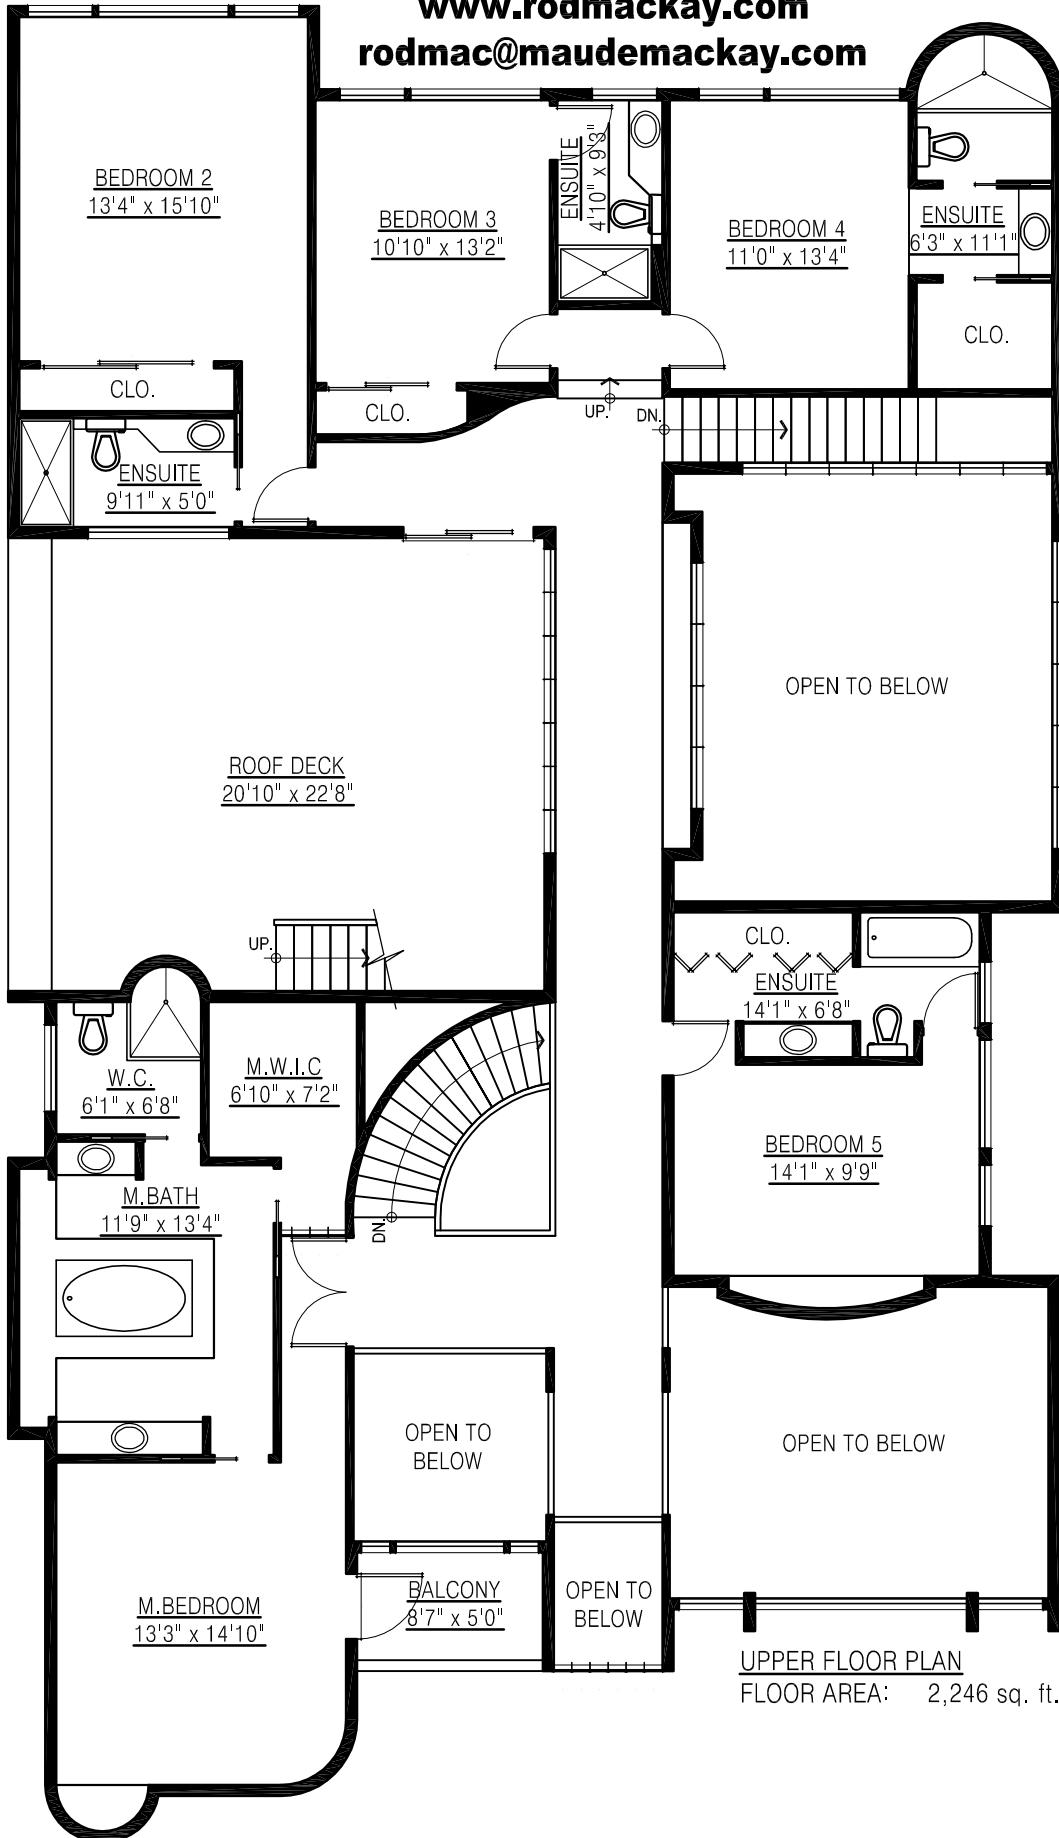 www.rodmackay.com
rodmac@maudemackay.com
BEDROOM 2
13'4" x 15'10"
BEDROOM 3
10'10" x 13'2"
ENSUITE
4'10" x 9'3"
BEDROOM 4
11'0" x 13'4"
ENSUITE
6'3" x 11'1"
CLO.
CLO.
CLO.
UP.
DN.
ENSUITE
9'11" x 5'0"
OPEN TO BELOW
ROOF DECK
20'10" x 22'8"
UP.
CLO.
ENSUITE
14'1" x 6'8"
W.C.
6'1" x 6'8"
M.W.I.C
6'10" x 7'2"
BEDROOM 5
14'1" x 9'9"
M.BATH
11'9" x 13'4"
DN.
OPEN TO
BELOW
OPEN TO BELOW
M.BEDROOM
13'3" x 14'10"
BALCONY
8'7" x 5'0"
OPEN TO
BELOW
UPPER FLOOR PLAN
FLOOR AREA: 2,246 sq. ft.